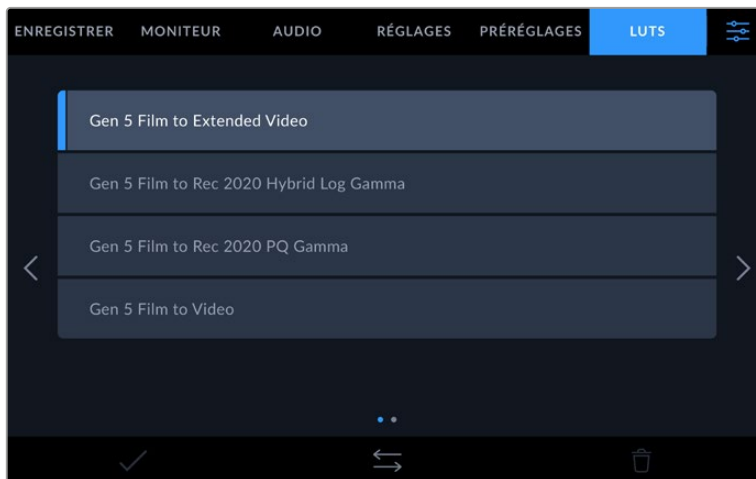 ENREGISTRER MONITEUR AUDIO RÉGLAGES PRÉRÉGLAGES LUTS
Gen 5 Film to Extended Video
Gen 5 Film to Rec 2020 Hybrid Log Gamma
Gen 5 Film to Rec 2020 PQ Gamma
Gen 5 Film to Video